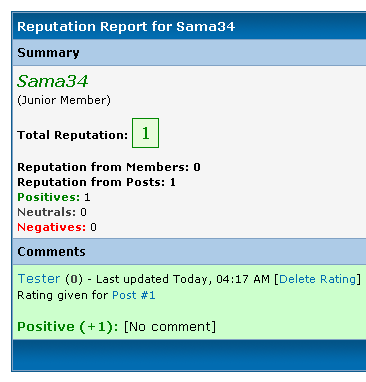 Reputation Report for Sama34
Summary
Sama34
(Junior Member)
Total Reputation: 1
Reputation from Members: 0
Reputation from Posts: 1
Positives: 1
Neutrals: 0
Negatives: 0
Comments
Tester (0) - Last updated Today, 04:17 AM [Delete Rating]
Rating given for Post #1
Positive (+1): [No comment]